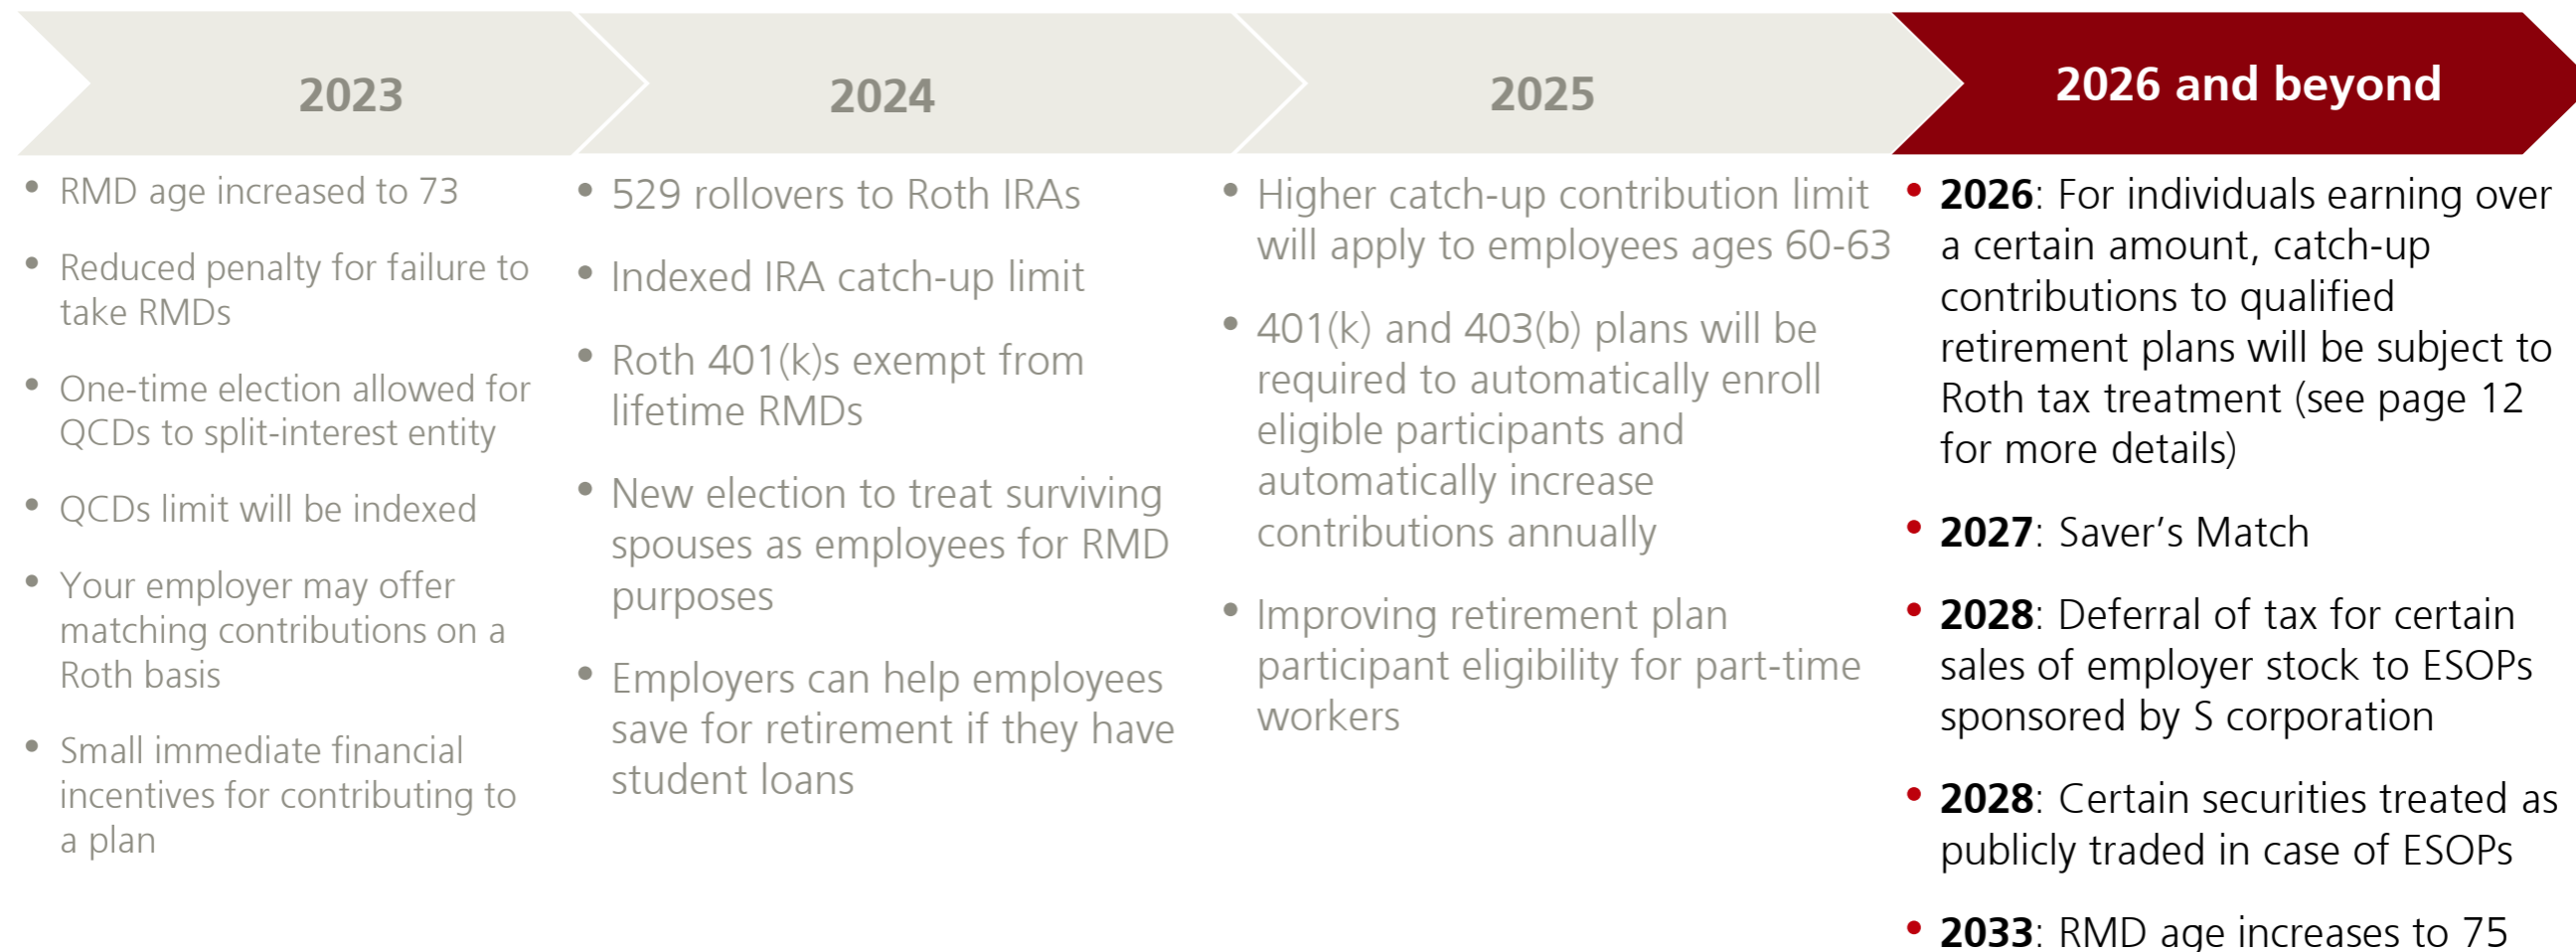 2023
• RMD age increased to 73
• Reduced penalty for failure to
take RMDs
• One-time election allowed for
QCDs to split-interest entity
• QCDs limit will be indexed
• Your employer may offer
matching contributions on a
Roth basis
• Small immediate financial
incentives for contributing to
a plan
2024
• 529 rollovers to Roth IRAs
• Indexed IRA catch-up limit
• Roth 401(k)s exempt from
lifetime RMDs
• New election to treat surviving
spouses as employees for RMD
purposes
• Employers can help employees
save for retirement if they have
student loans
2025
• Higher catch-up contribution limit
will apply to employees ages 60-63
• 401(k) and 403(b) plans will be
required to automatically enroll
eligible participants and
automatically increase
contributions annually
• Improving retirement plan
participant eligibility for part-time
workers
2026 and beyond
• 2026: For individuals earning over
a certain amount, catch-up
contributions to qualified
retirement plans will be subject to
Roth tax treatment (see page 12
for more details)
• 2027: Saver’s Match
• 2028: Deferral of tax for certain
sales of employer stock to ESOPs
sponsored by S corporation
• 2028: Certain securities treated as
publicly traded in case of ESOPs
• 2033: RMD age increases to 75